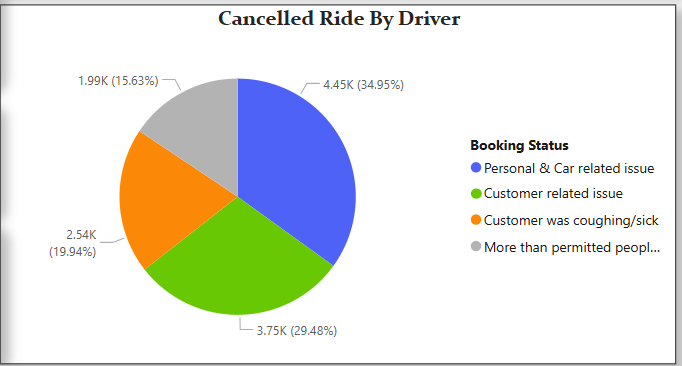 Cancelled Ride By Driver
1.99K (15.63%)
4.45K (34.95%)
2.54K
(19.94%)
3.75K (29.48%)
Booking Status
Personal & Car related issue
Customer related issue
Customer was coughing/sick
More than permitted peopl...